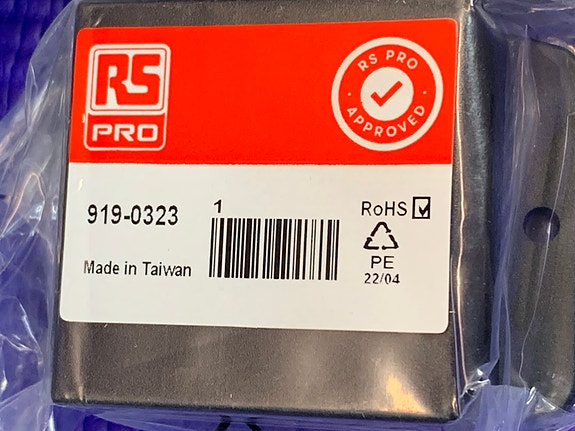 RS
PRO
RS PRO
APPROVED
919-0323
1
RoHS
Made in Taiwan
PE
22/04